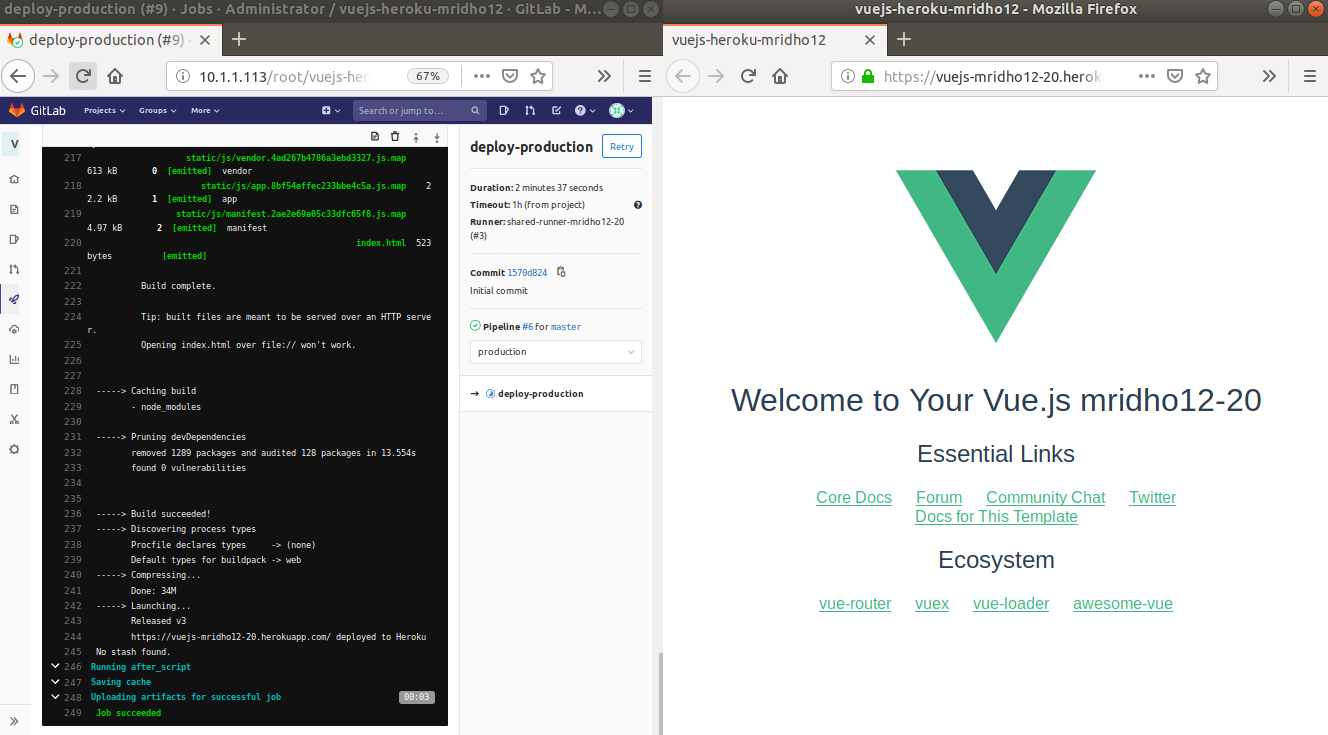 deploy-production (#9) · Jobs · Administrator / vuejs-heroku-mridho12 · GitLab - M...
deploy-production (#9)
10.1.1.113/root/vuejs-her
67%
GitLab
Projects
Groups
More
Search or jump to...
V
217 static/js/vendor.4ad267b4786a3ebd3327.js.map
613 kB 0 [emitted] vendor
218 static/js/app.8bf54effec233bbe4c5a.js.map 2
2.2 kB 1 [emitted] app
219 static/js/manifest.2ae2e69a05c33dfc65f8.js.map
4.97 kB 2 [emitted] manifest
220 index.html 523
bytes [emitted]
221
222 Build complete.
223
224 Tip: built files are meant to be served over an HTTP serve
r.
225 Opening index.html over file:// won't work.
226
227
228 -----> Caching build
229 - node_modules
230
231 -----> Pruning devDependencies
232 removed 1289 packages and audited 128 packages in 13.554s
233 found 0 vulnerabilities
234
235
236 -----> Build succeeded!
237 -----> Discovering process types
238 Procfile declares types -> (none)
239 Default types for buildpack -> web
240 -----> Compressing...
241 Done: 34M
242 -----> Launching...
243 Released v3
244 https://vuejs-mridho12-20.herokuapp.com/ deployed to Heroku
245 No stash found.
246 Running after_script
247 Saving cache
248 Uploading artifacts for successful job 00:03
249 Job succeeded
deploy-production
Retry
Duration: 2 minutes 37 seconds
Timeout: 1h (from project)
Runner: shared-runner-mridho12-20
(#3)
Commit 1570d824
Initial commit
Pipeline #6 for master
production
→ deploy-production
vuejs-heroku-mridho12 - Mozilla Firefox
vuejs-heroku-mridho12
https://vuejs-mridho12-20.herok
Welcome to Your Vue.js mridho12-20
Essential Links
Core Docs Forum Community Chat Twitter
Docs for This Template
Ecosystem
vue-router vuex vue-loader awesome-vue